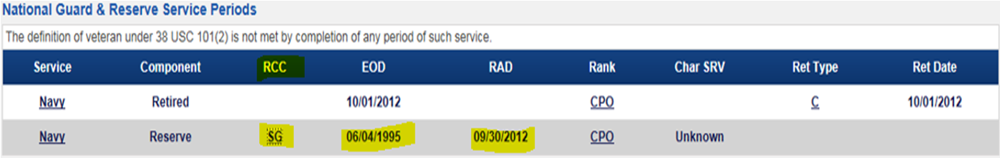 National Guard & Reserve Service Periods
The definition of veteran under 38 USC 101(2) is not met by completion of any period of such service.
Service Component RCC EOD RAD Rank Char SRV Ret Type Ret Date
Navy Retired 10/01/2012 CPO C 10/01/2012
Navy Reserve SG 06/04/1995 09/30/2012 CPO Unknown